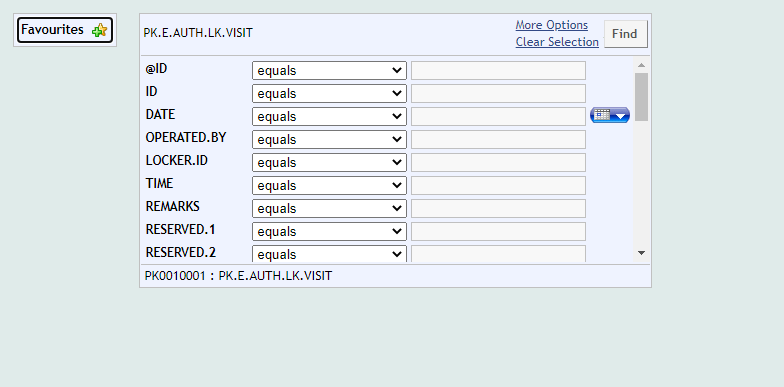 Favourites
PK.E.AUTH.LK.VISIT
More Options
Clear Selection
Find
@ID equals
ID equals
DATE equals
OPERATED.BY equals
LOCKER.ID equals
TIME equals
REMARKS equals
RESERVED.1 equals
RESERVED.2 equals
PK0010001 : PK.E.AUTH.LK.VISIT